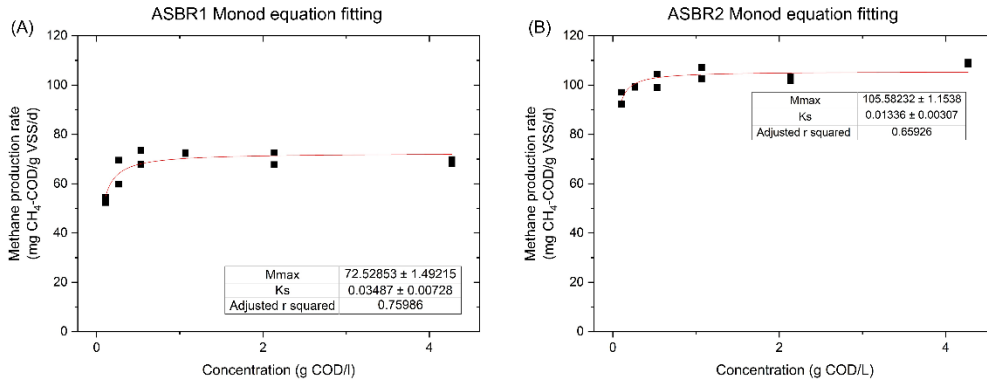 (A)
ASBR1 Monod equation fitting
Methane production rate
(mg CH₄-COD/g VSS/d)
120
100
80
60
40
20
0
Mmax 72.52853 ± 1.49215
Ks 0.03487 ± 0.00728
Adjusted r squared 0.75986
0 2 4
Concentration (g COD/l)
(B)
ASBR2 Monod equation fitting
Methane production rate
(mg CH₄-COD/g VSS/d)
120
100
80
60
40
20
0
Mmax 105.58232 ± 1.1538
Ks 0.01336 ± 0.00307
Adjusted r squared 0.65926
0 2 4
Concentration (g COD/L)